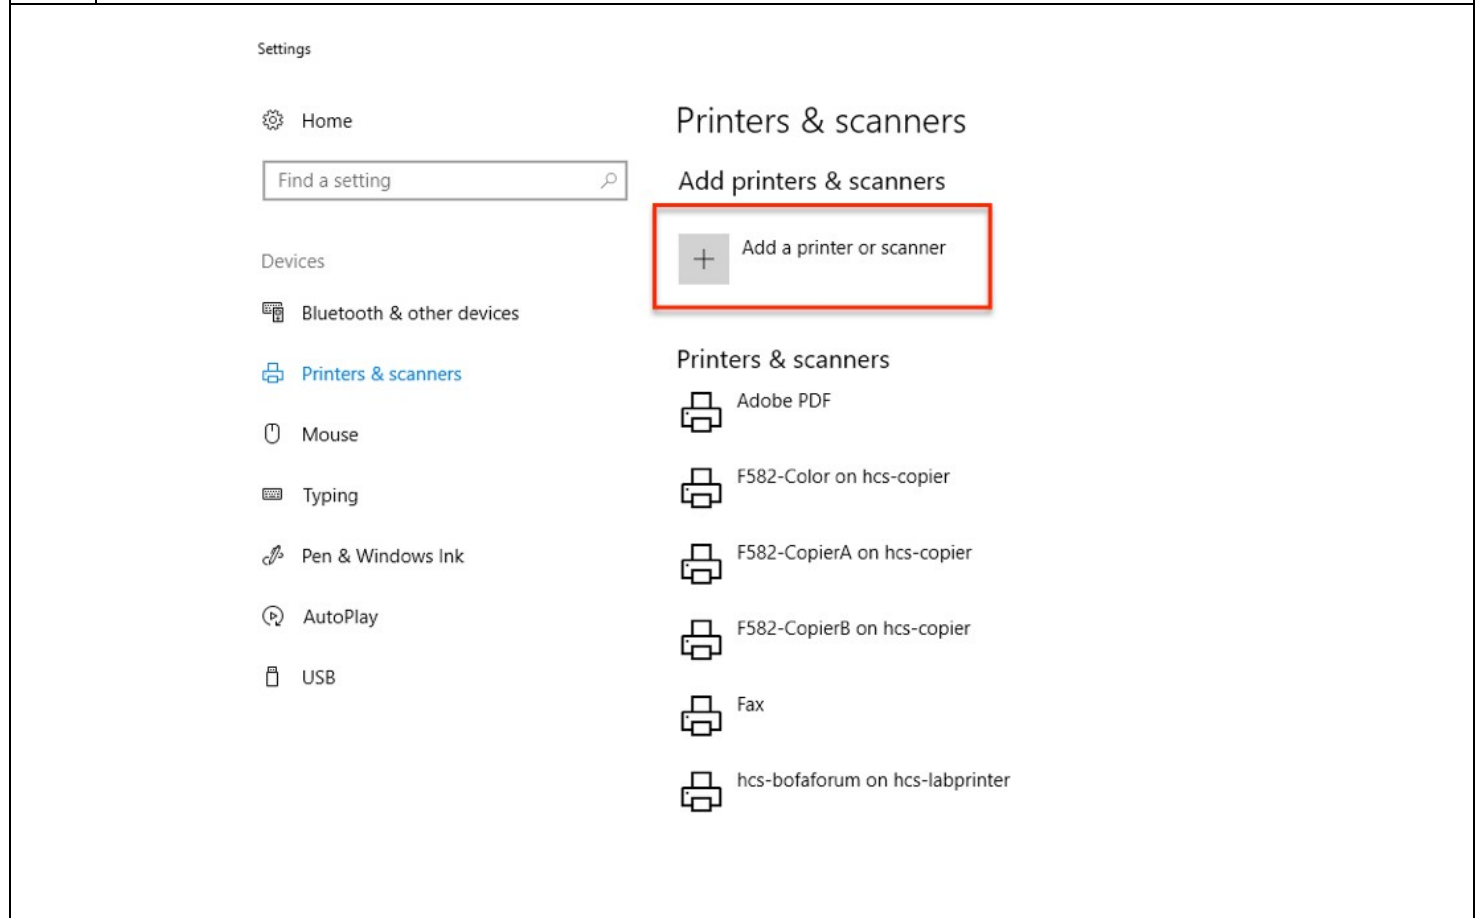 Settings
Home
Find a setting
Devices
Bluetooth & other devices
Printers & scanners
Mouse
Typing
Pen & Windows Ink
AutoPlay
USB
Printers & scanners
Add printers & scanners
Add a printer or scanner
Printers & scanners
Adobe PDF
F582-Color on hcs-copier
F582-CopierA on hcs-copier
F582-CopierB on hcs-copier
Fax
hcs-bofaforum on hcs-labprinter